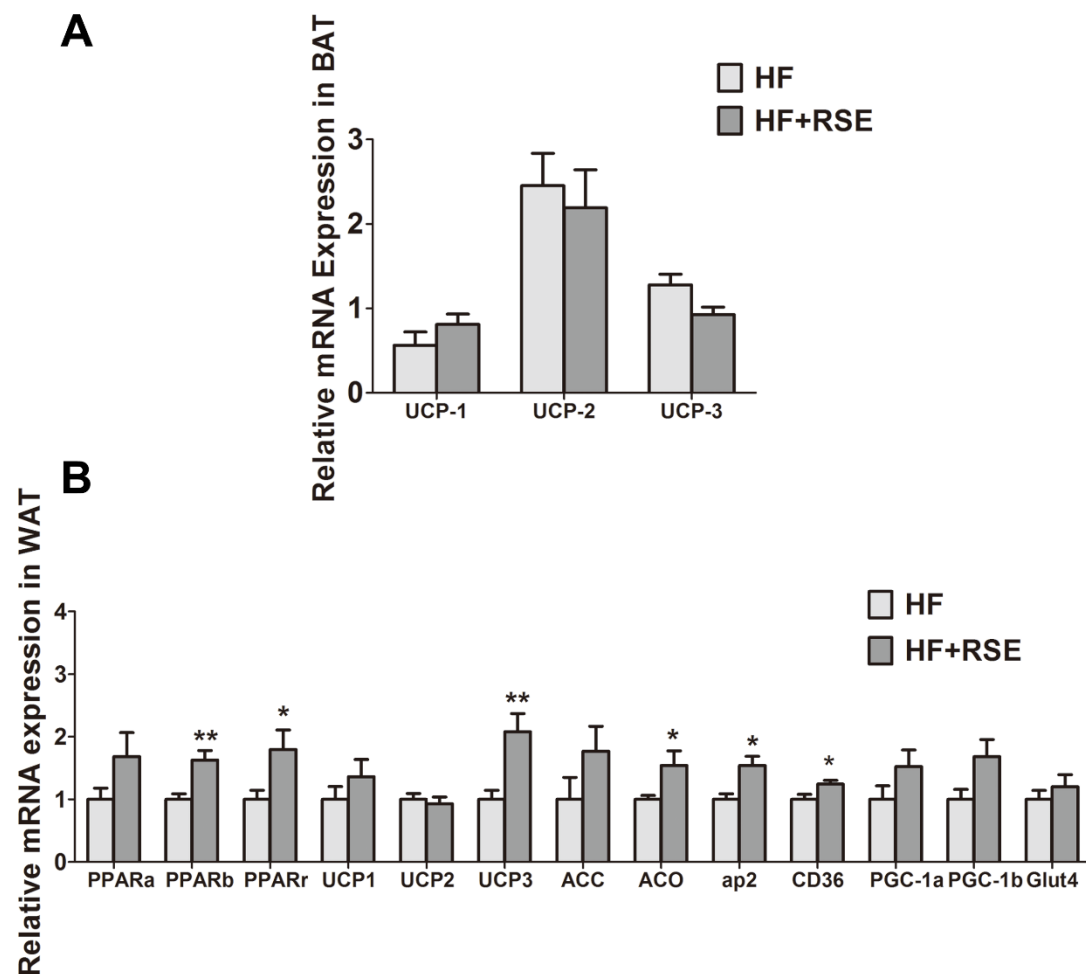 A
Relative mRNA Expression in BAT
HF
HF+RSE
3
2
1
0
UCP-1 UCP-2 UCP-3
B
Relative mRNA expression in WAT
HF
HF+RSE
4
3
2
1
0
** * ** * * *
PPARa PPARb PPARr UCP1 UCP2 UCP3 ACC ACO ap2 CD36 PGC-1a PGC-1b Glut4